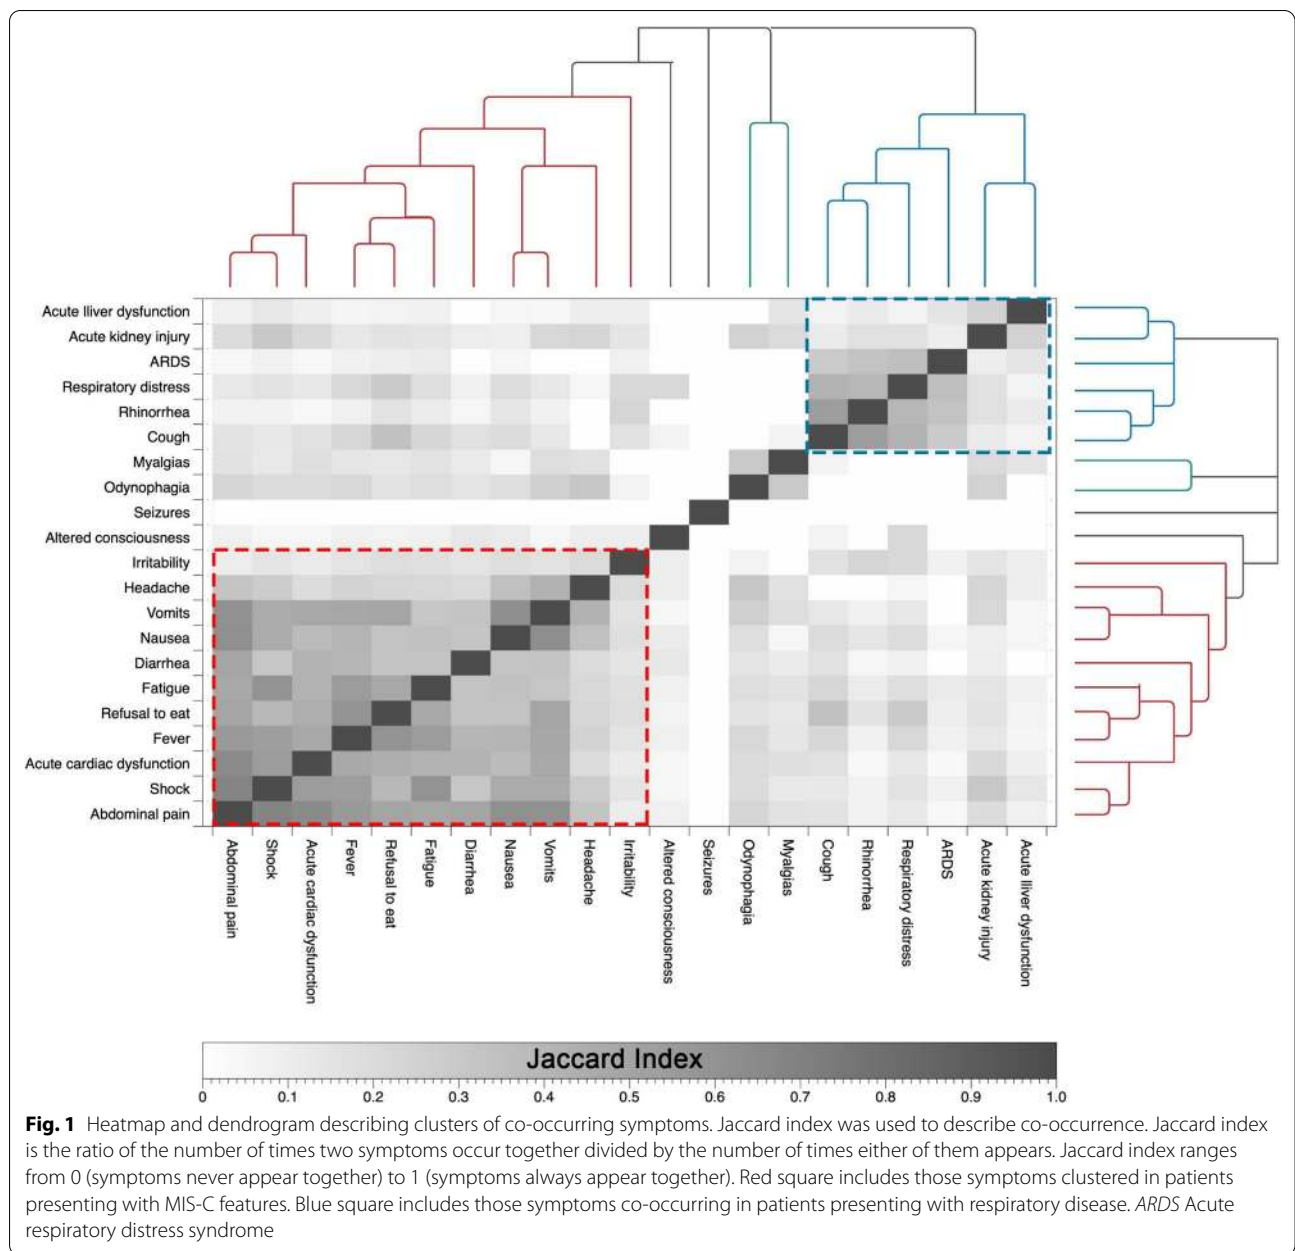 Acute lliver dysfunction
Acute kidney injury
ARDS
Respiratory distress
Rhinorrhea
Cough
Myalgias
Odynophagia
Seizures
Altered consciousness
Irritability
Headache
Vomits
Nausea
Diarrhea
Fatigue
Refusal to eat
Fever
Acute cardiac dysfunction
Shock
Abdominal pain
Abdominal pain
Shock
Acute cardiac dysfunction
Fever
Refusal to eat
Fatigue
Diarrhea
Nausea
Vomits
Headache
Irritability
Altered consciousness
Seizures
Odynophagia
Myalgias
Cough
Rhinorrhea
Respiratory distress
ARDS
Acute kidney injury
Acute lliver dysfunction
Jaccard Index
0 0.1 0.2 0.3 0.4 0.5 0.6 0.7 0.8 0.9 1.0
Fig. 1 Heatmap and dendrogram describing clusters of co-occurring symptoms. Jaccard index was used to describe co-occurrence. Jaccard index
is the ratio of the number of times two symptoms occur together divided by the number of times either of them appears. Jaccard index ranges
from 0 (symptoms never appear together) to 1 (symptoms always appear together). Red square includes those symptoms clustered in patients
presenting with MIS-C features. Blue square includes those symptoms co-occurring in patients presenting with respiratory disease. ARDS Acute
respiratory distress syndrome